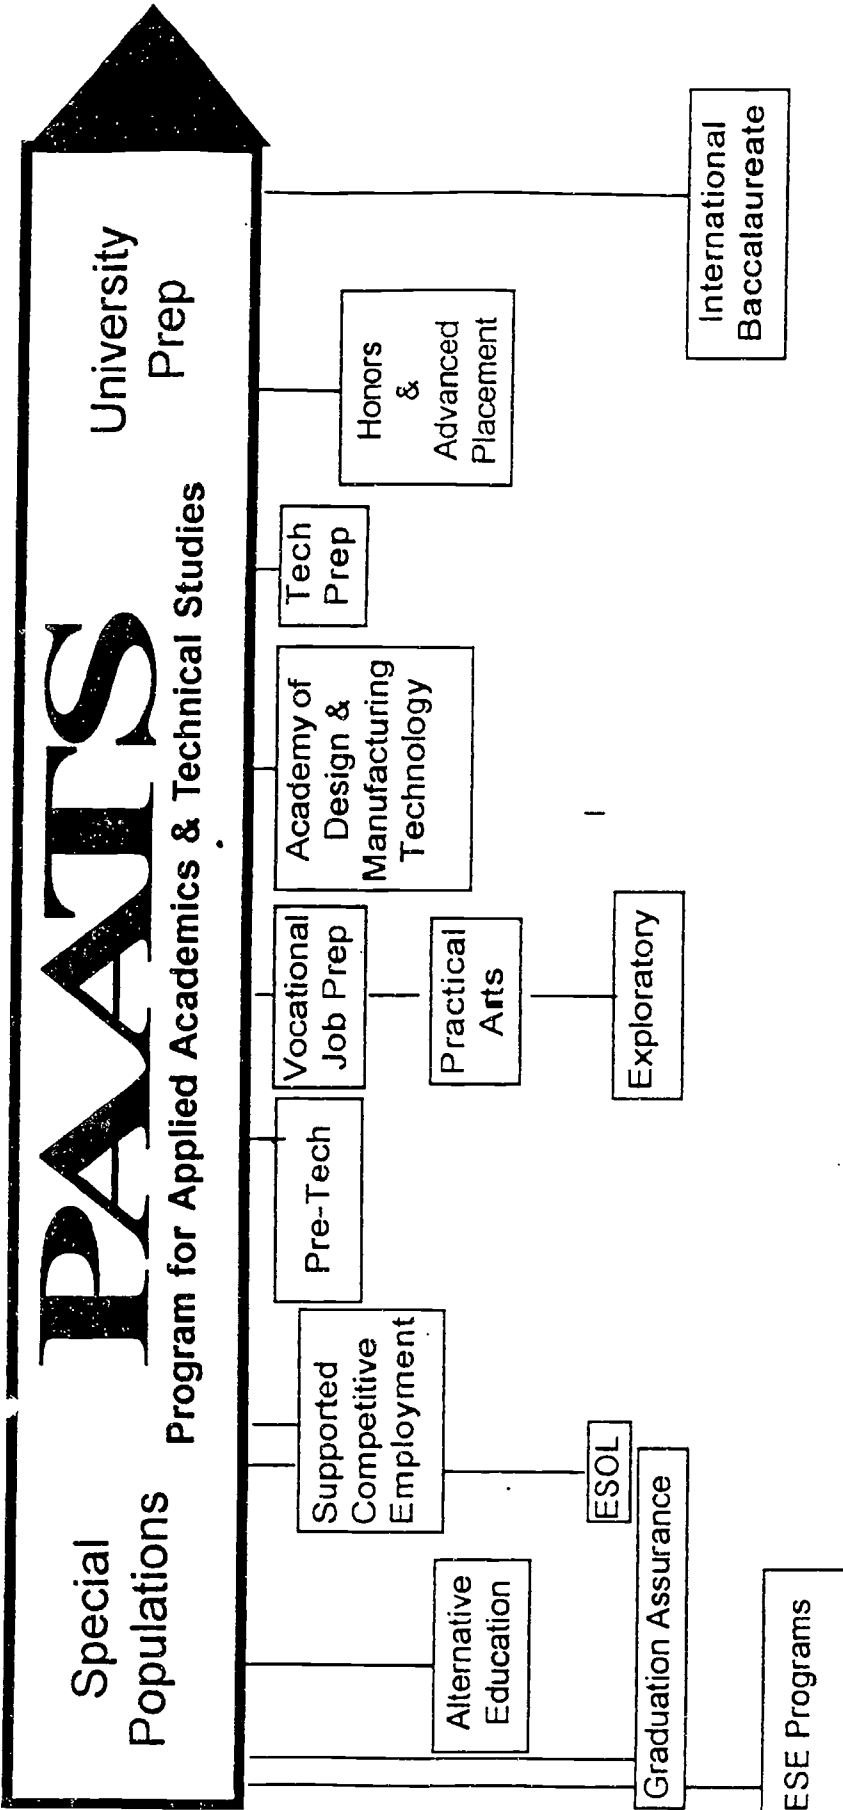 Special
Populations
PAATS
Program for Applied Academics & Technical Studies
University
Prep
ESE Programs
Graduation Assurance
Alternative
Education
Supported
Competitive
Employment
ESOL
Pre-Tech
Vocational
Job Prep
Practical
Arts
Exploratory
Academy of
Design &
Manufacturing
Technology
Tech
Prep
Honors
&
Advanced
Placement
International
Baccalaureate